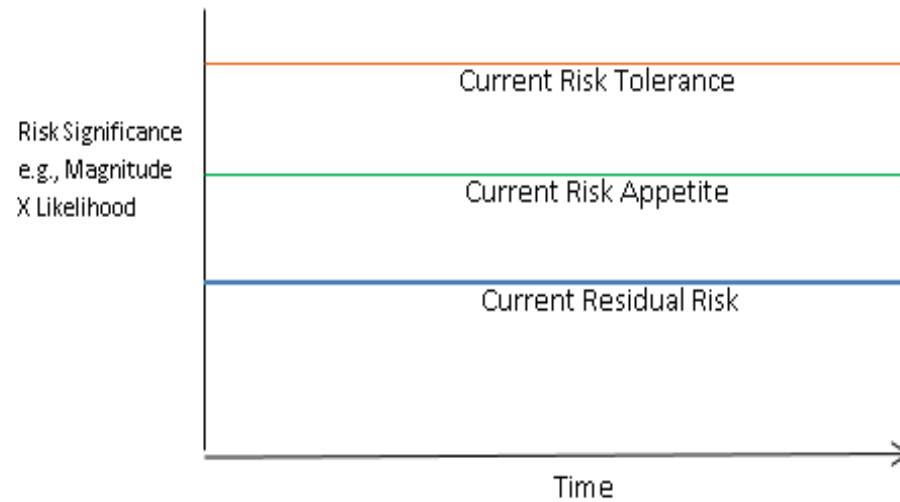 Current Risk Tolerance
Risk Significance
e.g., Magnitude
X Likelihood
Current Risk Appetite
Current Residual Risk
Time